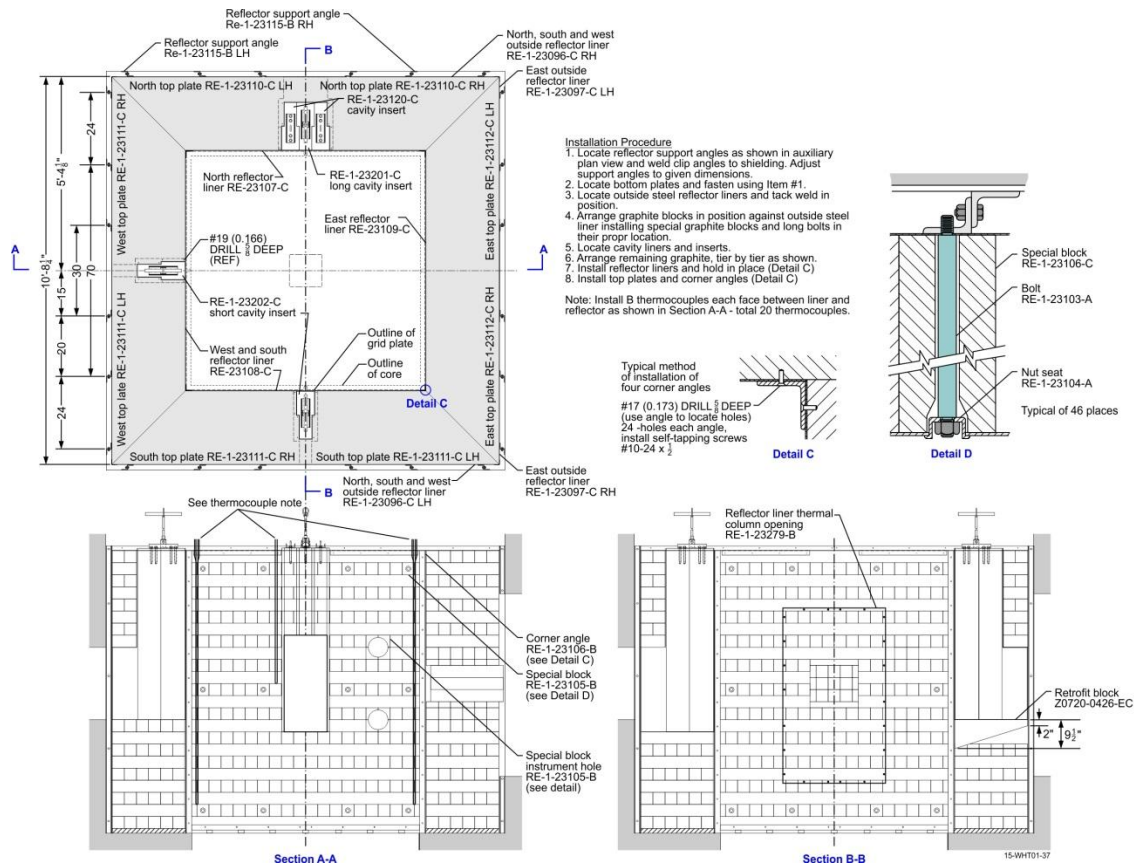 Reflector support angle
Re-1-23115-B RH
Reflector support angle
Re-1-23115-B LH
B
North, south and west
outside reflector liner
RE-1-23096-C RH
East outside
reflector liner
RE-1-23097-C LH
North top plate RE-1-23110-C LH
North top plate RE-1-23110-C RH
RE-1-23120-C
cavity insert
West top plate RE-1-23111-C RH
East top plate RE-1-23112-C LH
North reflector
liner RE-23107-C
RE-1-23201-C
long cavity insert
East reflector
liner RE-23109-C
10'-8 1/8"
5'-4 1/8"
24
30
70
15
20
24
A
A
#19 (0.166)
DRILL 5/8 DEEP
(REF)
RE-1-23202-C
short cavity insert
West and south
reflector liner
RE-23108-C
Outline of
grid plate
Outline
of core
Detail C
West top late RE-1-23111-C LH
East top plate RE-1-23112-C RH
South top plate RE-1-23111-C RH
South top plate RE-1-23111-C LH
B
North, south and west
outside reflector liner
RE-1-23096-C LH
East outside
reflector liner
RE-1-23097-C RH
Installation Procedure
1. Locate reflector support angles as shown in auxiliary
plan view and weld clip angles to shielding. Adjust
support angles to given dimensions.
2. Locate bottom plates and fasten using Item #1.
3. Locate outside steel reflector liners and tack weld in
position.
4. Arrange graphite blocks in position against outside steel
liner installing special graphite blocks and long bolts in
their propr location.
5. Locate cavity liners and inserts.
6. Arrange remaining graphite, tier by tier as shown.
7. Install reflector liners and hold in place (Detail C)
8. Install top plates and corner angles (Detail C)
Note: Install B thermocouples each face between liner and
reflector as shown in Section A-A - total 20 thermocouples.
Typical method
of installation of
four corner angles
#17 (0.173) DRILL 5/8 DEEP
(use angle to locate holes)
24 -holes each angle,
install self-tapping screws
#10-24 x 1/2
Detail C
Special block
RE-1-23106-C
Bolt
RE-1-23103-A
Nut seat
RE-1-23104-A
Typical of 46 places
Detail D
See thermocouple note
Corner angle
RE-1-23106-B
(see Detail C)
Special block
RE-1-23105-B
(see Detail D)
Special block
instrument hole
RE-1-23105-B
(see detail)
Section A-A
Reflector liner thermal
column opening
RE-1-23279-B
Retrofit block
Z0720-0426-EC
2"
9 1/2"
Section B-B
15-WHT01-37